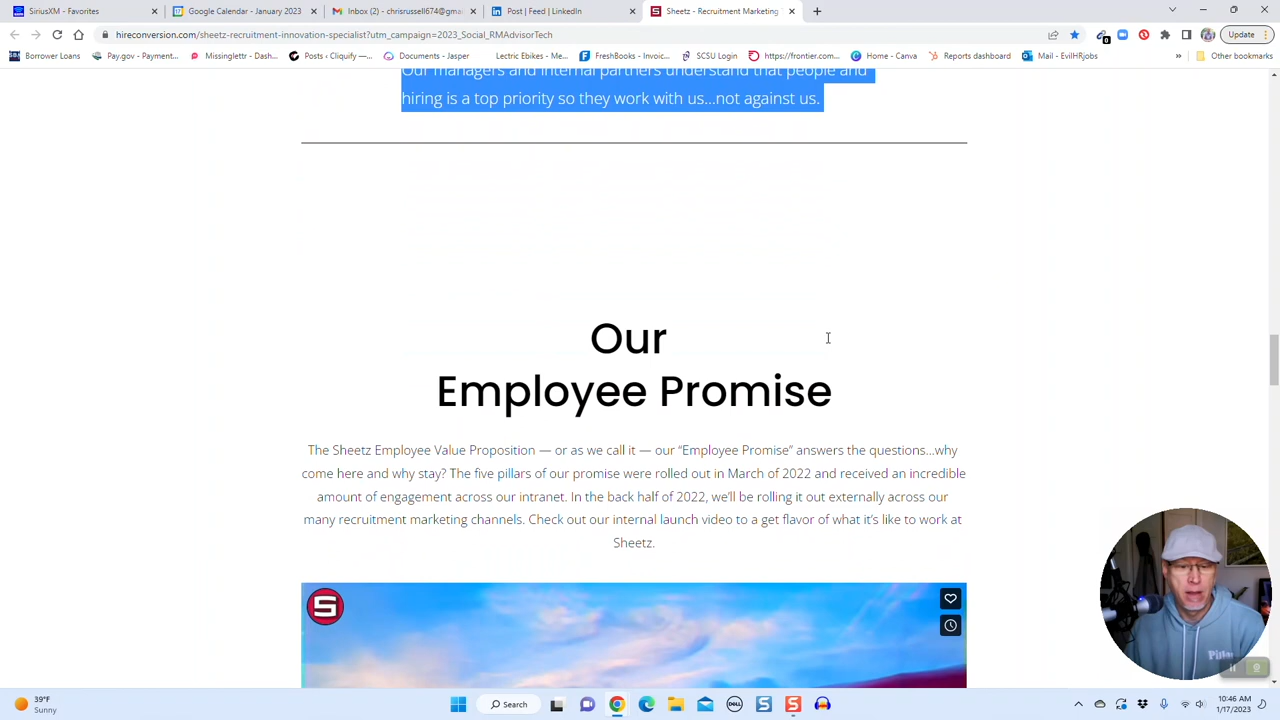 SiriusXM - Favorites
Google Calendar - January 2023
Inbox (2) - chrisrussell674@gma
Post | Feed | LinkedIn
Sheetz - Recruitment Marketing
hireconversion.com/sheetz-recruitment-innovation-specialist?utm_campaign=2023_Social_RMAdvisorTech
0
Update
Borrower Loans
Pay.gov - Payment...
Missinglettr - Dash...
Posts - Cliquify —...
Documents - Jasper
Lectric Ebikes - Me...
FreshBooks - Invoic...
SCSU Login
https://frontier.com...
Home - Canva
Reports dashboard
Mail - EvilHRjobs
»
Other bookmarks
Our managers and internal partners understand that people and
hiring is a top priority so they work with us...not against us.
Our
Employee Promise
The Sheetz Employee Value Proposition — or as we call it — our “Employee Promise” answers the questions...why
come here and why stay? The five pillars of our promise were rolled out in March of 2022 and received an incredible
amount of engagement across our intranet. In the back half of 2022, we’ll be rolling it out externally across our
many recruitment marketing channels. Check out our internal launch video to a get flavor of what it’s like to work at
Sheetz.
S
39°F
Sunny
Search
DELL
S
S
10:46 AM
1/17/2023